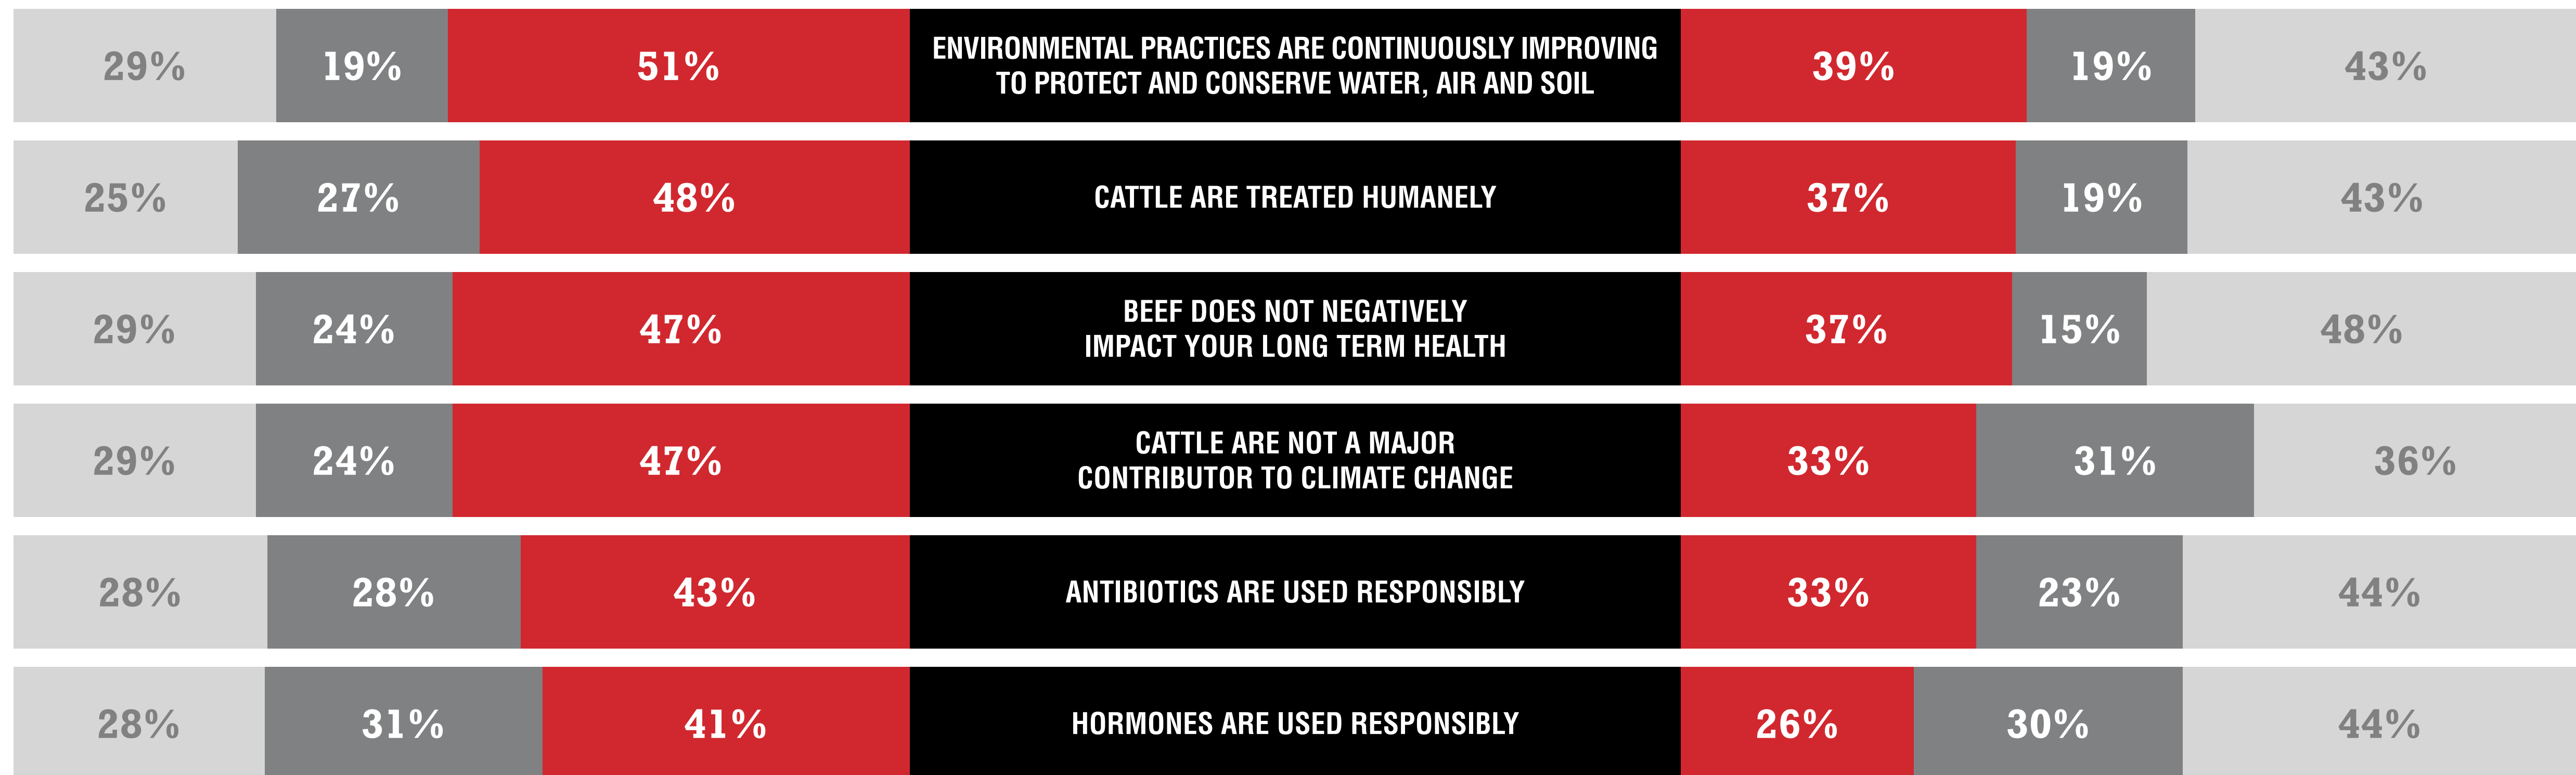 29% 19% 51% ENVIRONMENTAL PRACTICES ARE CONTINUOUSLY IMPROVING 39% 19% 43%
TO PROTECT AND CONSERVE WATER, AIR AND SOIL
25% 27% 48% CATTLE ARE TREATED HUMANELY 37% 19% 43%
29% 24% 47% BEEF DOES NOT NEGATIVELY 37% 15% 48%
IMPACT YOUR LONG TERM HEALTH
29% 24% 47% CATTLE ARE NOT A MAJOR 33% 31% 36%
CONTRIBUTOR TO CLIMATE CHANGE
28% 28% 43% ANTIBIOTICS ARE USED RESPONSIBLY 33% 23% 44%
28% 31% 41% HORMONES ARE USED RESPONSIBLY 26% 30% 44%